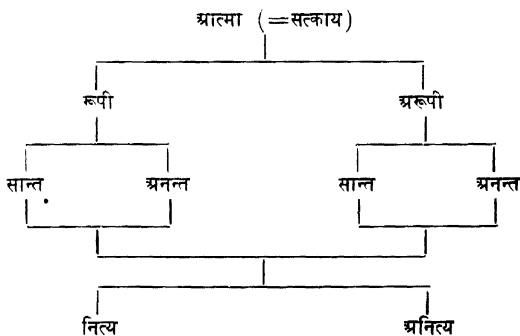 आत्मा (=सत्काय)
रूपी अरूपी
सान्त अनन्त सान्त अनन्त
नित्य अनित्य